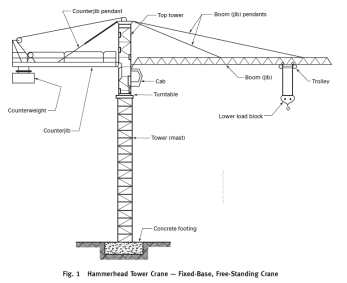 Counterjib pendant
Top tower
Boom (jib) pendants
Boom (jib)
Trolley
Cab
Turntable
Counterweight
Counterjib
Lower load block
Tower (mast)
Concrete footing
Fig. 1 Hammerhead Tower Crane — Fixed-Base, Free-Standing Crane